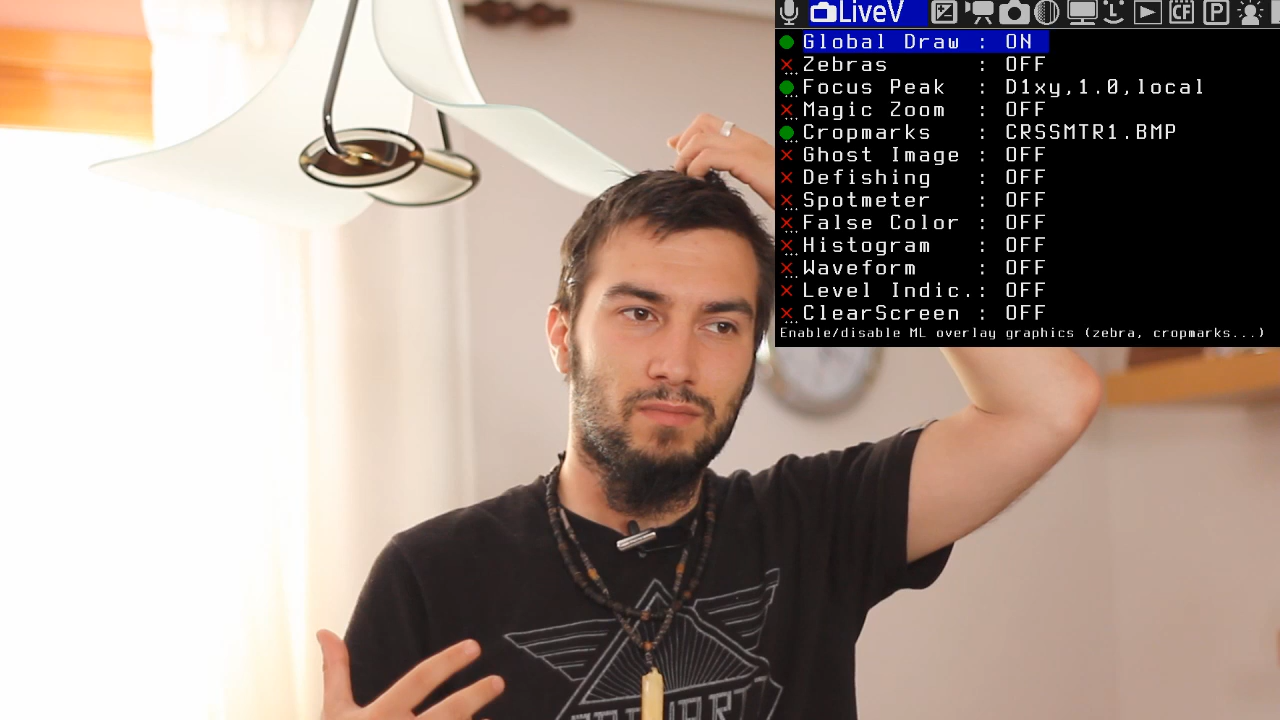 LiveV
Global Draw : ON
Zebras : OFF
Focus Peak : D1xy,1.0,local
Magic Zoom : OFF
Cropmarks : CRSSMTR1.BMP
Ghost Image : OFF
Defishing : OFF
Spotmeter : OFF
False Color : OFF
Histogram : OFF
Waveform : OFF
Level Indic.: OFF
ClearScreen : OFF
Enable/disable ML overlay graphics (zebra, cropmarks...)